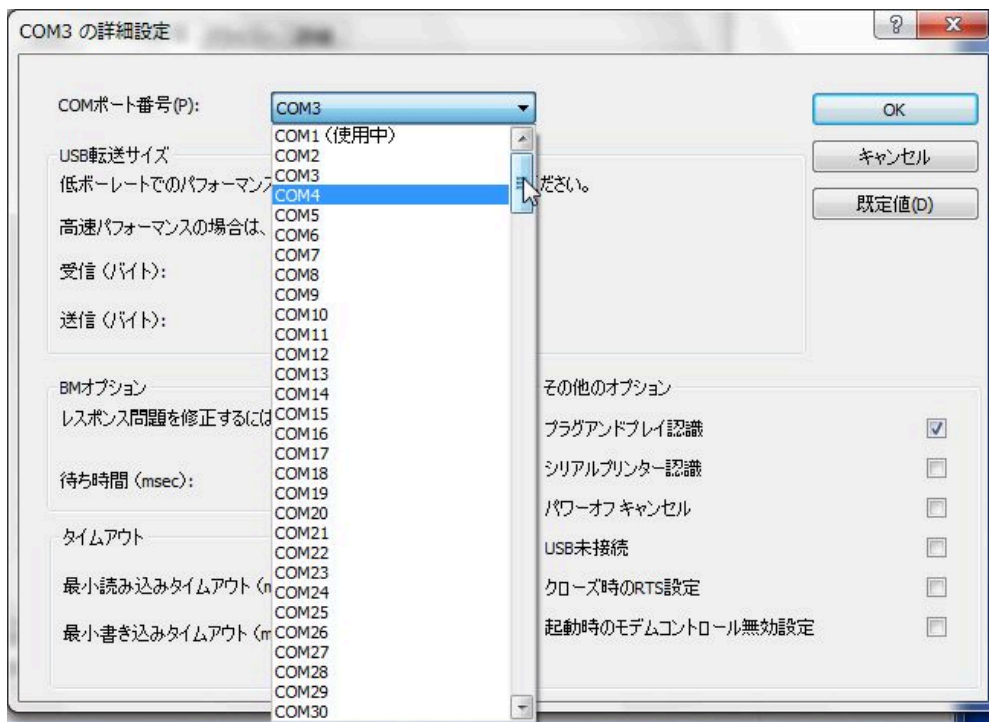 COM3 の詳細設定
COMポート番号(P):
COM3
OK
キャンセル
既定値(D)
COM1 (使用中)
COM2
COM3
COM4
COM5
COM6
COM7
COM8
COM9
COM10
COM11
COM12
COM13
COM14
COM15
COM16
COM17
COM18
COM19
COM20
COM21
COM22
COM23
COM24
COM25
COM26
COM27
COM28
COM29
COM30
USB転送サイズ
低ボーレートでのパフォーマンス ださい。
高速パフォーマンスの場合は、
受信 (バイト):
送信 (バイト):
BMオプション
レスポンス問題を修正するには
待ち時間 (msec):
タイムアウト
最小読み込みタイムアウト (m
最小書き込みタイムアウト (m
その他のオプション
プラグアンドプレイ認識
シリアルプリンター認識
パワーオフ キャンセル
USB未接続
クローズ時のRTS設定
起動時のモデムコントロール無効設定